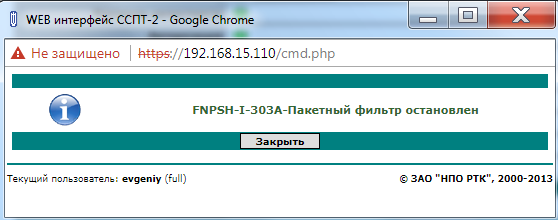 WEB интерфейс ССПТ-2 - Google Chrome
Не защищено | https://192.168.15.110/cmd.php
FNPSH-I-303A-Пакетный фильтр остановлен
Закрыть
Текущий пользователь: evgeniy (full)
© ЗАО "НПО РТК", 2000-2013